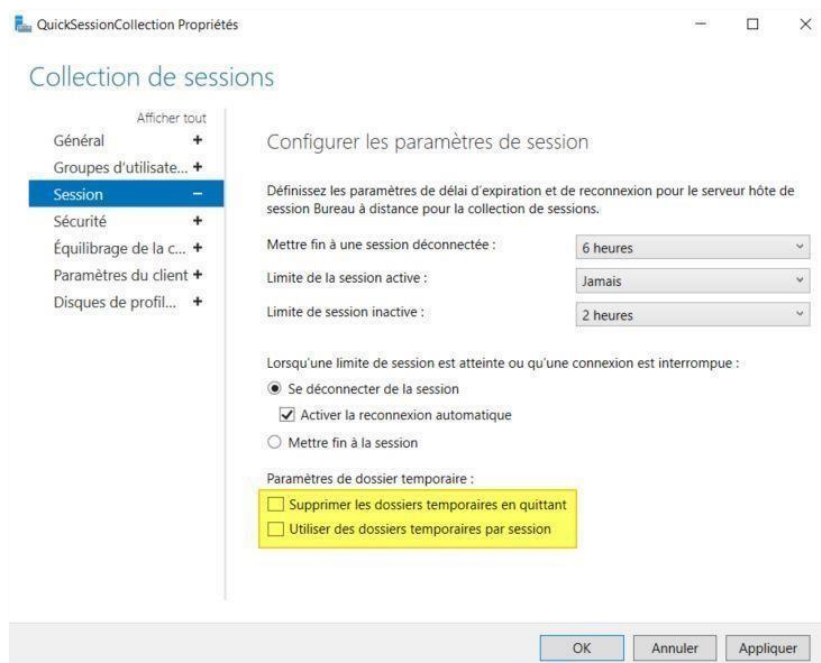 QuickSessionCollection Propriétés
Collection de sessions
Afficher tout
Général +
Groupes d'utilisate... +
Session –
Sécurité +
Équilibrage de la c... +
Paramètres du client +
Disques de profil... +
Configurer les paramètres de session
Définissez les paramètres de délai d'expiration et de reconnexion pour le serveur hôte de
session Bureau à distance pour la collection de sessions.
Mettre fin à une session déconnectée : 6 heures
Limite de la session active : Jamais
Limite de session inactive : 2 heures
Lorsqu'une limite de session est atteinte ou qu'une connexion est interrompue :
Se déconnecter de la session
Activer la reconnexion automatique
Mettre fin à la session
Paramètres de dossier temporaire :
Supprimer les dossiers temporaires en quittant
Utiliser des dossiers temporaires par session
OK Annuler Appliquer